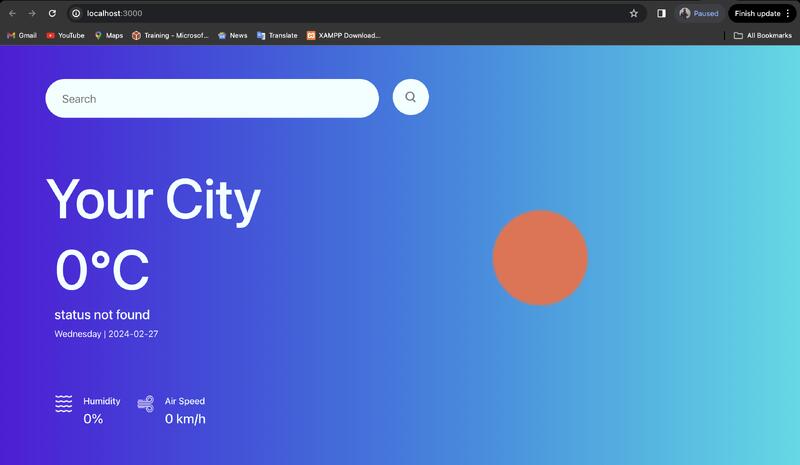 localhost:3000
Paused
Finish update
Gmail
YouTube
Maps
Training - Microsof...
News
Translate
XAMPP Download...
All Bookmarks
Search
Your City
0°C
status not found
Wednesday | 2024-02-27
Humidity
0%
Air Speed
0 km/h